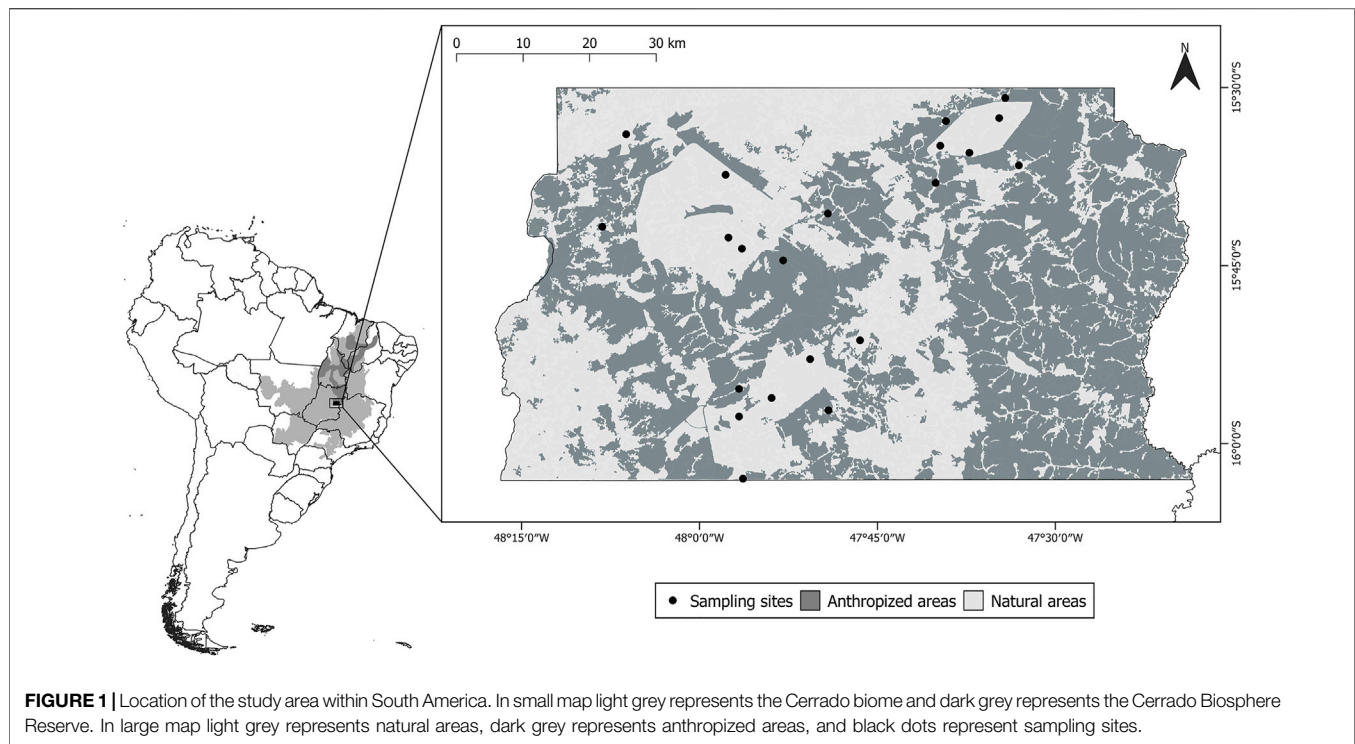 0 10 20 30 km
N
15°30'0"S
15°45'0"S
16°0'0"S
48°15'0"W 48°0'0"W 47°45'0"W 47°30'0"W
Sampling sites Anthropized areas Natural areas
FIGURE 1 | Location of the study area within South America. In small map light grey represents the Cerrado biome and dark grey represents the Cerrado Biosphere
Reserve. In large map light grey represents natural areas, dark grey represents anthropized areas, and black dots represent sampling sites.